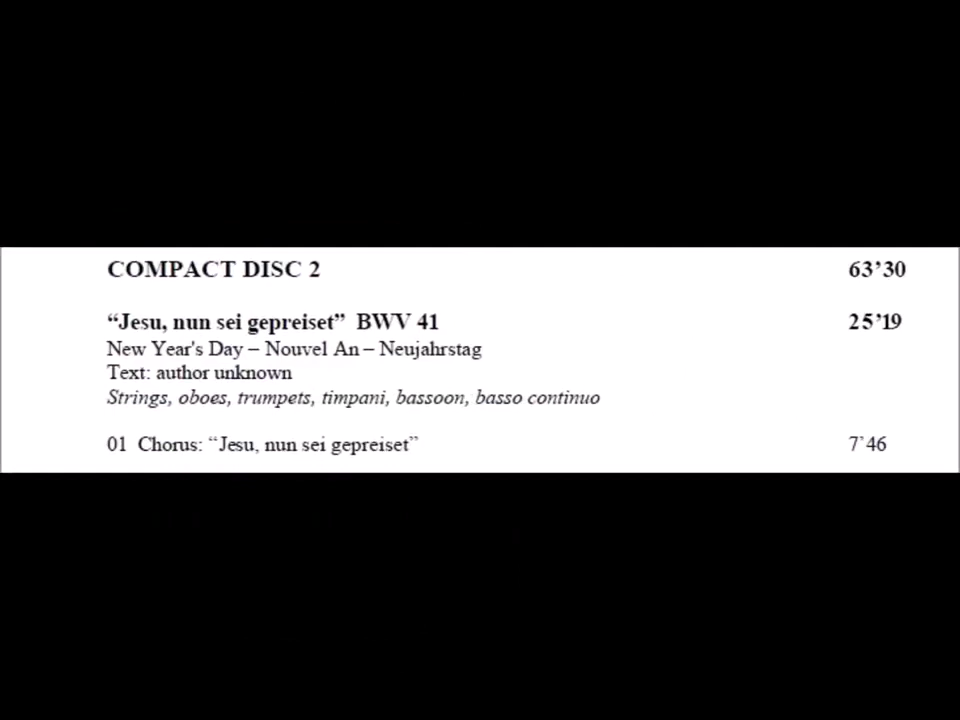 COMPACT DISC 2 63’30
“Jesu, nun sei gepreiset” BWV 41 25’19
New Year's Day – Nouvel An – Neujahrstag
Text: author unknown
Strings, oboes, trumpets, timpani, bassoon, basso continuo
01 Chorus: “Jesu, nun sei gepreiset” 7’46